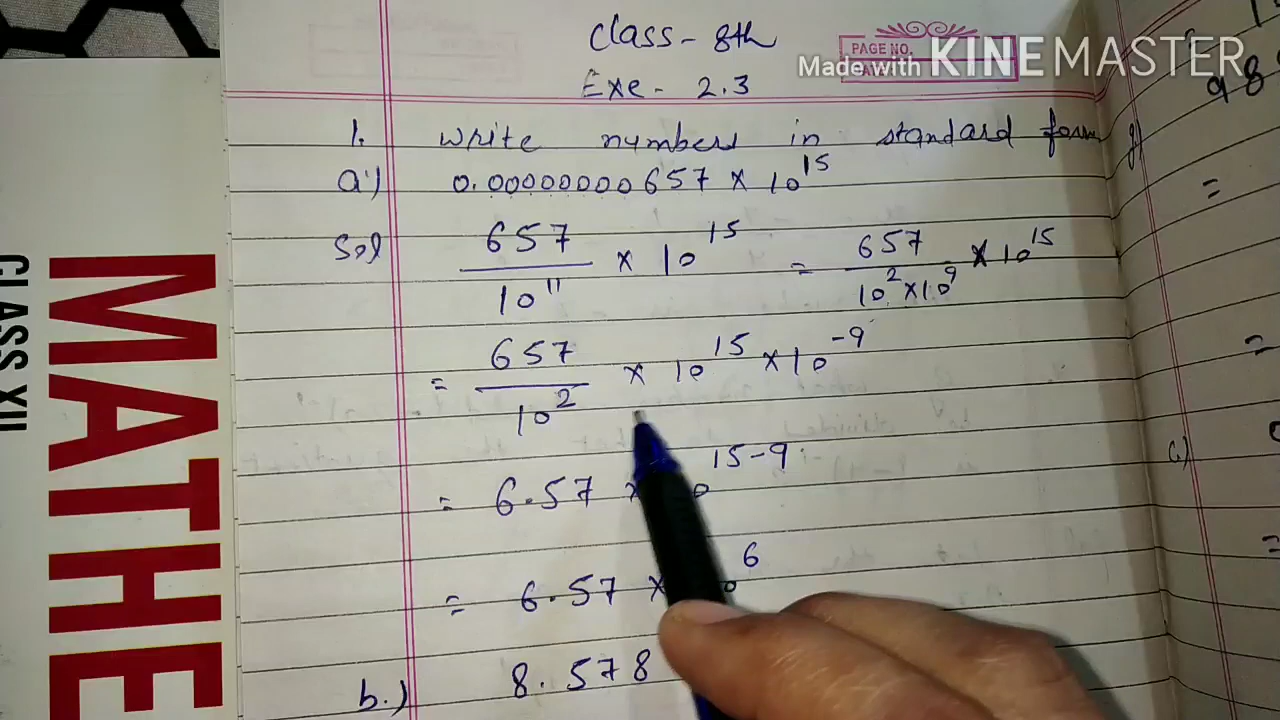 class - 8th
PAGE NO.
Made with KINEMASTER
Exe - 2.3
1. Write numbers in standard form
a.) 0.00000000657 × 10^15
Sol 657/10^11 × 10^15 = 657/10^2×10^9 × 10^15
= 657/10^2 × 10^15 × 10^-9
= 6.57 × 10^15-9
= 6.57 × 10^6
b.) 8.578
g)
98
=
=
c)
=
MATHE
CLASS XII